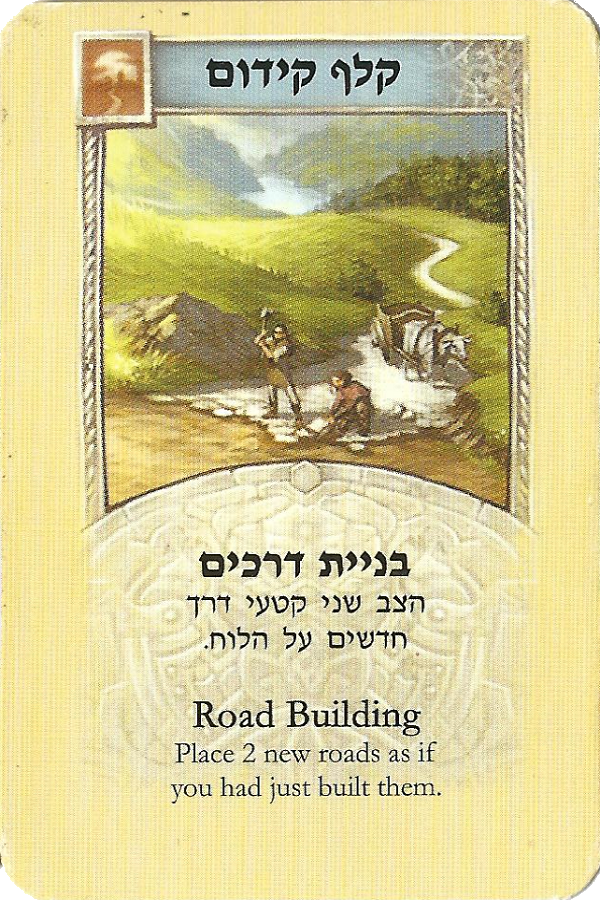 קלף קידום
בניית דרכים
הצב שני קטעי דרך
חדשים על הלוח.
Road Building
Place 2 new roads as if
you had just built them.